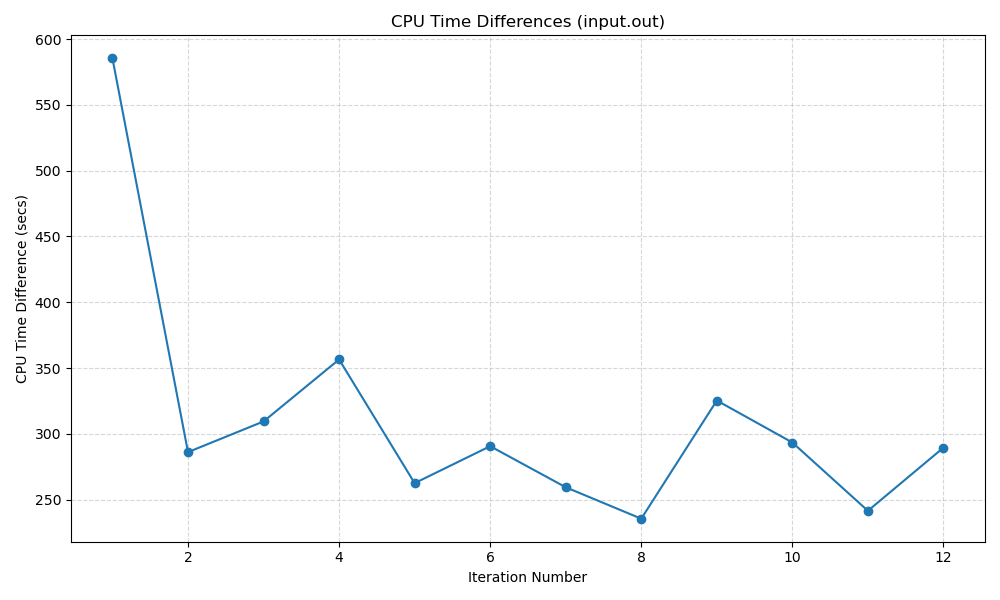 CPU Time Differences (input.out)
600
550
500
450
400
350
300
250
CPU Time Difference (secs)
2 4 6 8 10 12
Iteration Number